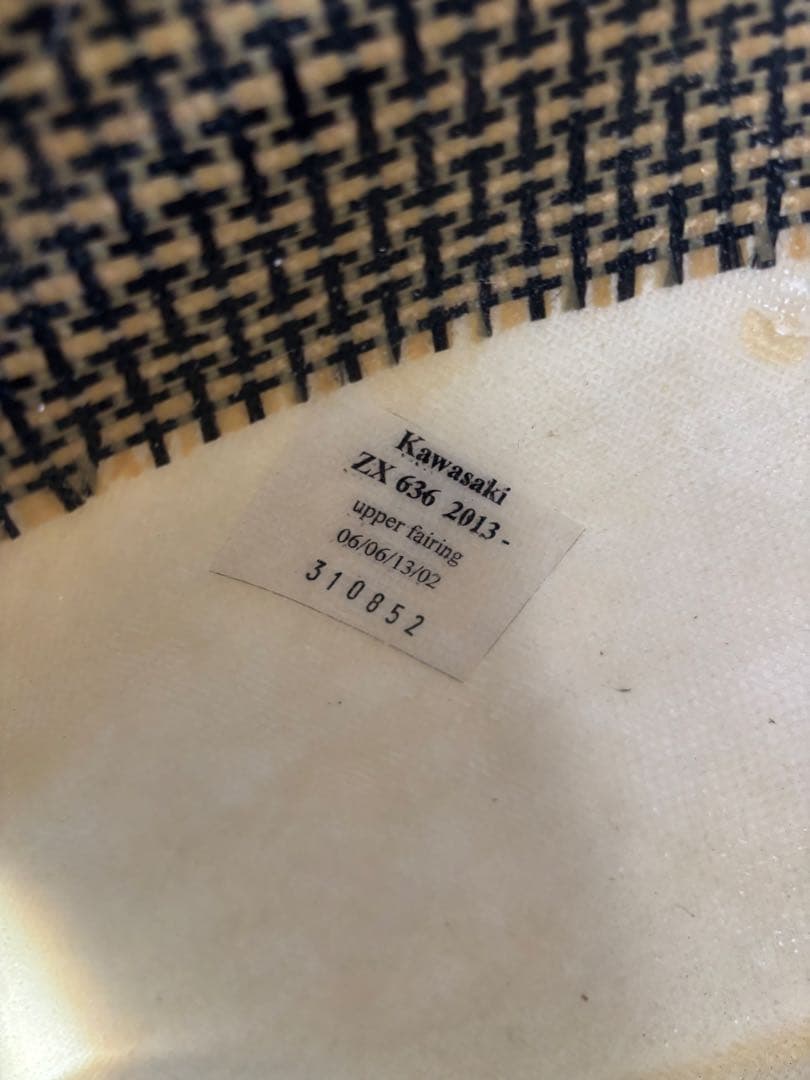 Kawasaki
ZX 636 2013 -
upper fairing
06/06/13/02
310852